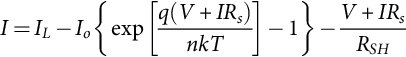 I = I_L − I_o { exp [ q(V + IR_s) / nkT ] − 1 } − (V + IR_s) / R_SH